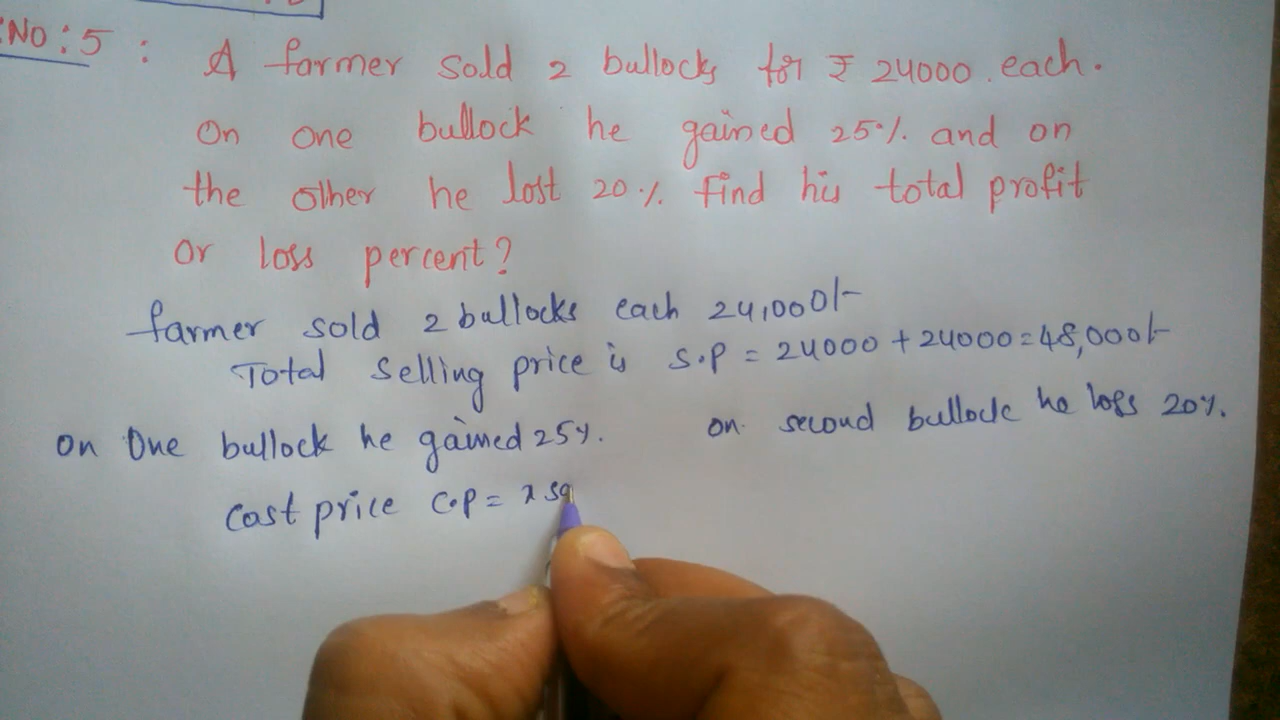 :No : 5 : A farmer sold 2 bullocks for ₹ 24000 each.
On one bullock he gained 25% and on
the other he lost 20% Find his total profit
or loss percent?
farmer sold 2 bullocks each 24,000/-
Total selling price is S.P = 24000 + 24000 = 48,000/-
on One bullock he gained 25%. on second bullock he loss 20%.
Cost price C.P = x